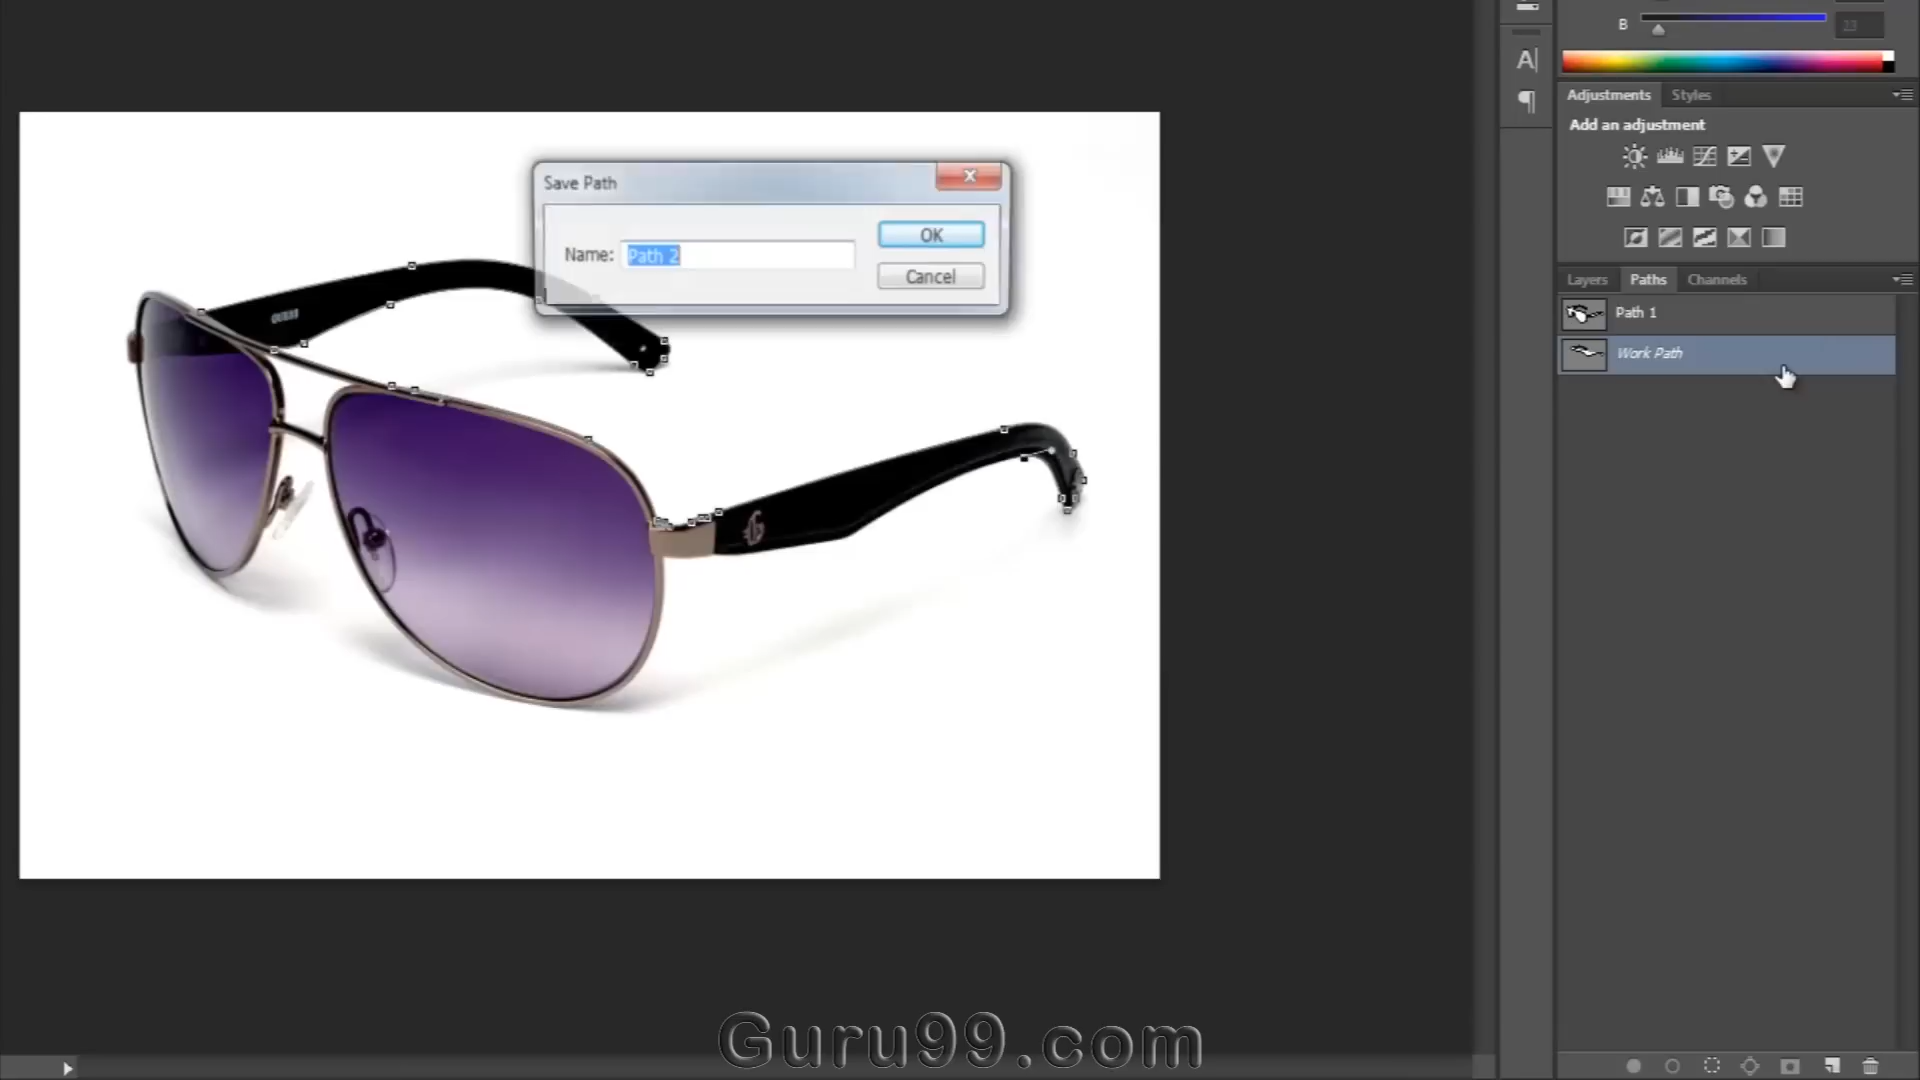 B
23
A|
Adjustments Styles
Add an adjustment
Save Path
Name: Path 2
OK
Cancel
Layers Paths Channels
Path 1
Work Path
Guru99.com